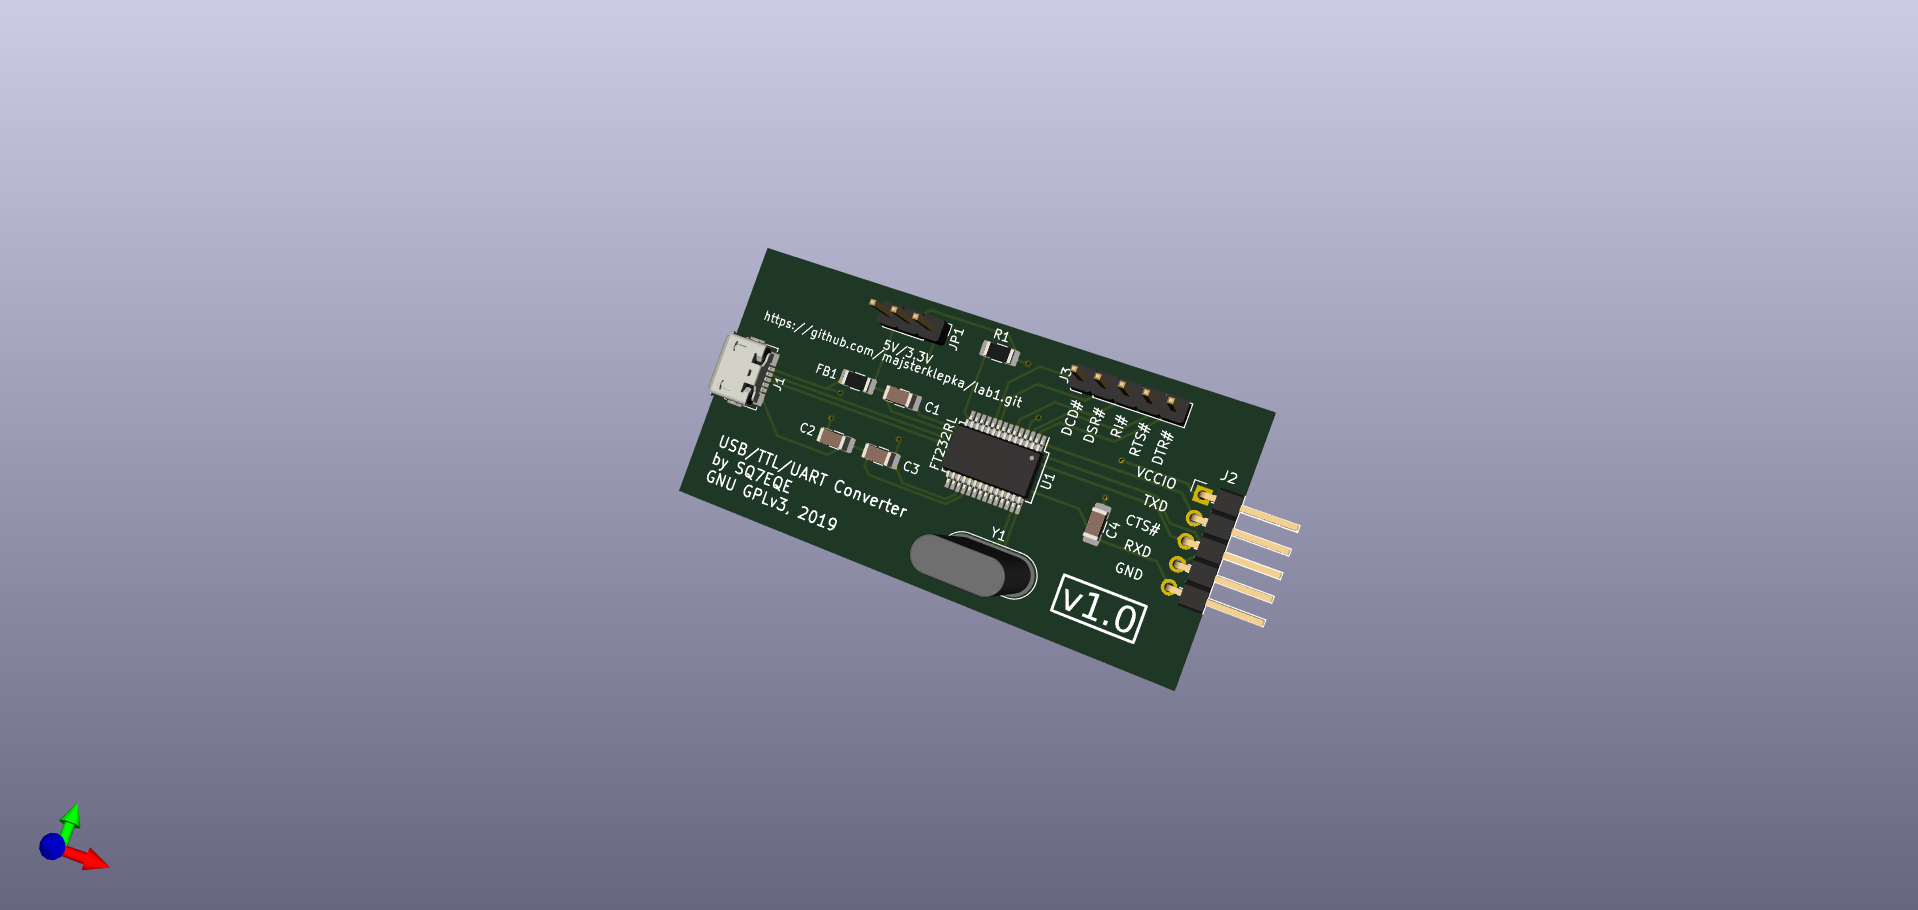 https://github.com/majsterklepka/lab1.git
5V/3,3V
JP1
R1
J1
FB1
C1
C2
C3
J3
DCD#
DSR#
RI#
RTS#
DTR#
FT232RL
U1
USB/TTL/UART Converter
by SQ7EQE
GNU GPLv3, 2019
Y1
C4
J2
VCCIO
TXD
CTS#
RXD
GND
v1.0